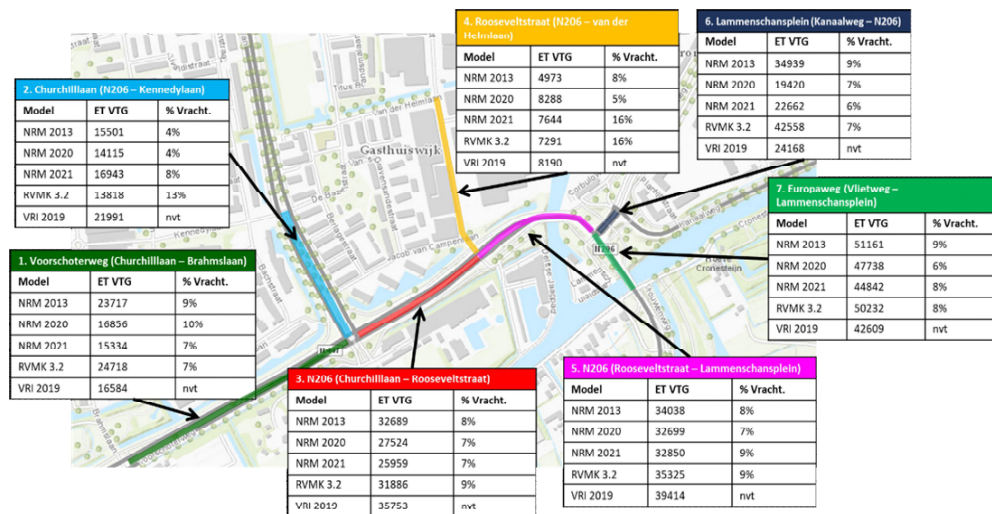 4. Rooseveltstraat (N206 – van der Helmlaan)
Model ET VTG % Vracht.
NRM 2013 4973 8%
NRM 2020 8288 5%
NRM 2021 7644 16%
RVMK 3.2 7291 16%
VRI 2019 8190 nvt
6. Lammenschansplein (Kanaalweg – N206)
Model ET VTG % Vracht.
NRM 2013 34939 9%
NRM 2020 19420 7%
NRM 2021 22662 6%
RVMK 3.2 42558 7%
VRI 2019 24168 nvt
2. Churchilllaan (N206 – Kennedylaan)
Model ET VTG % Vracht.
NRM 2013 15501 4%
NRM 2020 14115 4%
NRM 2021 16943 8%
RVMK 3.2 13818 13%
VRI 2019 21991 nvt
7. Europaweg (Vlietweg – Lammenschansplein)
Model ET VTG % Vracht.
NRM 2013 51161 9%
NRM 2020 47738 6%
NRM 2021 44842 8%
RVMK 3.2 50232 8%
VRI 2019 42609 nvt
1. Voorschoterweg (Churchilllaan – Brahmslaan)
Model ET VTG % Vracht.
NRM 2013 23717 9%
NRM 2020 16856 10%
NRM 2021 15334 7%
RVMK 3.2 24718 7%
VRI 2019 16584 nvt
3. N206 (Churchilllaan – Rooseveltstraat)
Model ET VTG % Vracht.
NRM 2013 32689 8%
NRM 2020 27524 7%
NRM 2021 25959 7%
RVMK 3.2 31886 9%
VRI 2019 35753 nvt
5. N206 (Rooseveltstraat – Lammenschansplein)
Model ET VTG % Vracht.
NRM 2013 34038 8%
NRM 2020 32699 7%
NRM 2021 32850 9%
RVMK 3.2 35325 9%
VRI 2019 39414 nvt
Van der Helmlaan
Gasthuiswijk
Jacob van Campenlaan
Kennedylaan
Bachstraat
Brahmslaan
N206
Kanaalweg
Cronesteijn